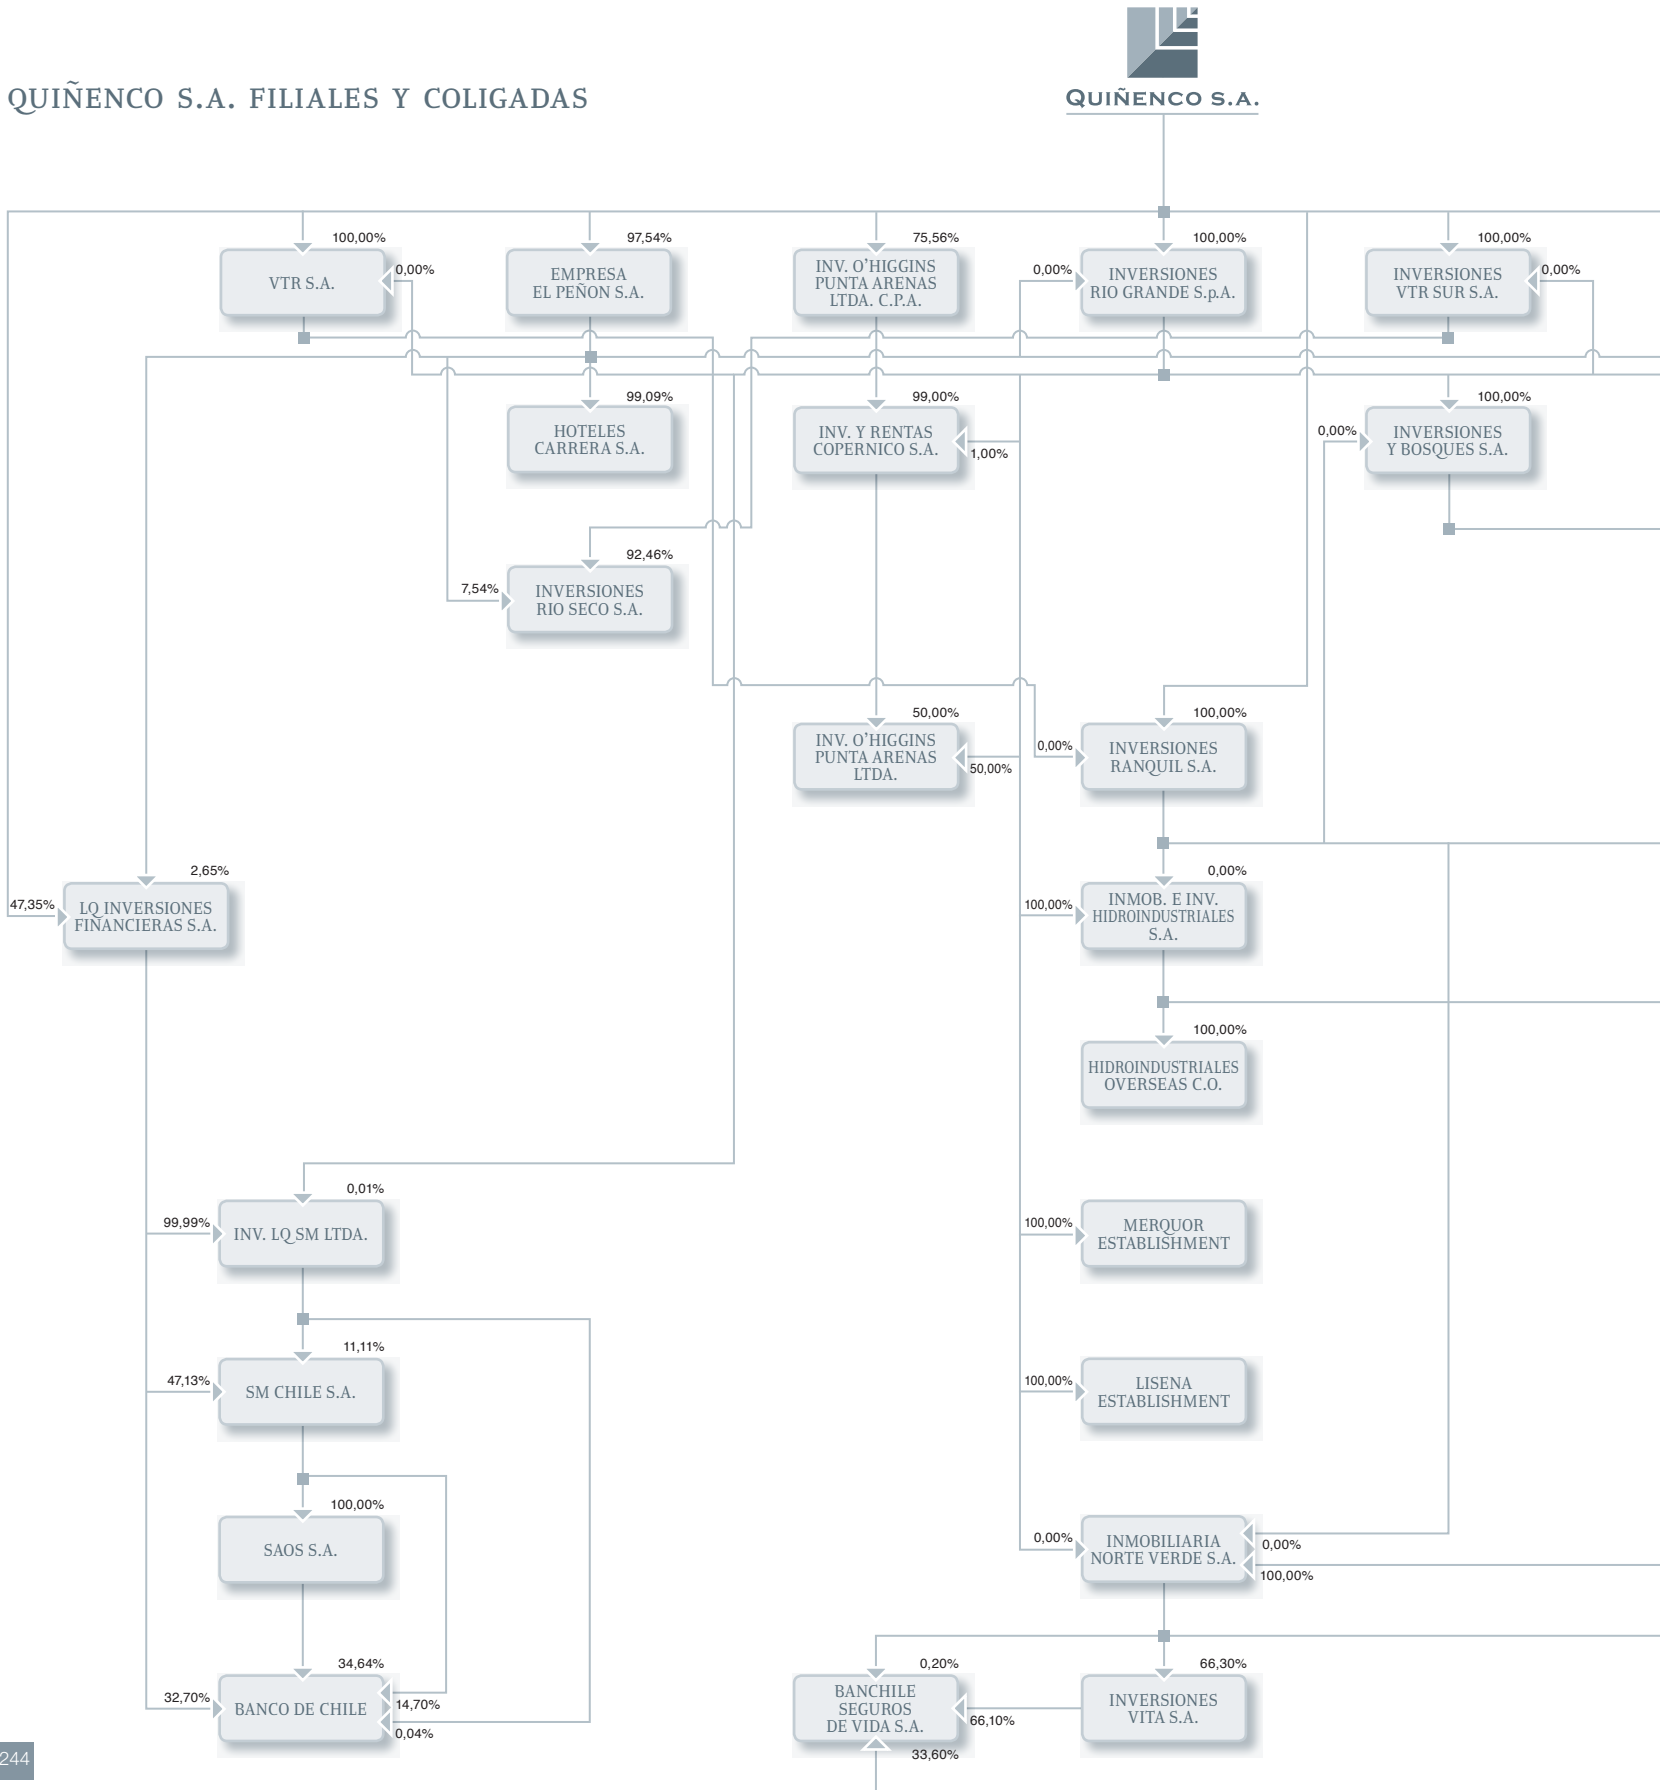 QUIÑENCO S.A.
QUIÑENCO S.A. FILIALES Y COLIGADAS
100,00%
VTR S.A.
0,00%
97,54%
EMPRESA
EL PEÑON S.A.
75,56%
INV. O'HIGGINS
PUNTA ARENAS
LTDA. C.P.A.
0,00%
100,00%
INVERSIONES
RIO GRANDE S.p.A.
100,00%
INVERSIONES
VTR SUR S.A.
0,00%
99,09%
HOTELES
CARRERA S.A.
99,00%
INV. Y RENTAS
COPERNICO S.A.
1,00%
0,00%
100,00%
INVERSIONES
Y BOSQUES S.A.
92,46%
7,54%
INVERSIONES
RIO SECO S.A.
50,00%
INV. O'HIGGINS
PUNTA ARENAS
LTDA.
50,00%
0,00%
100,00%
INVERSIONES
RANQUIL S.A.
2,65%
47,35%
LQ INVERSIONES
FINANCIERAS S.A.
0,00%
100,00%
INMOB. E INV.
HIDROINDUSTRIALES
S.A.
100,00%
HIDROINDUSTRIALES
OVERSEAS C.O.
0,01%
99,99%
INV. LQ SM LTDA.
100,00%
MERQUOR
ESTABLISHMENT
11,11%
47,13%
SM CHILE S.A.
100,00%
LISENA
ESTABLISHMENT
100,00%
SAOS S.A.
0,00%
INMOBILIARIA
NORTE VERDE S.A.
0,00%
100,00%
34,64%
32,70%
BANCO DE CHILE
14,70%
0,04%
0,20%
BANCHILE
SEGUROS
DE VIDA S.A.
66,10%
33,60%
66,30%
INVERSIONES
VITA S.A.
244